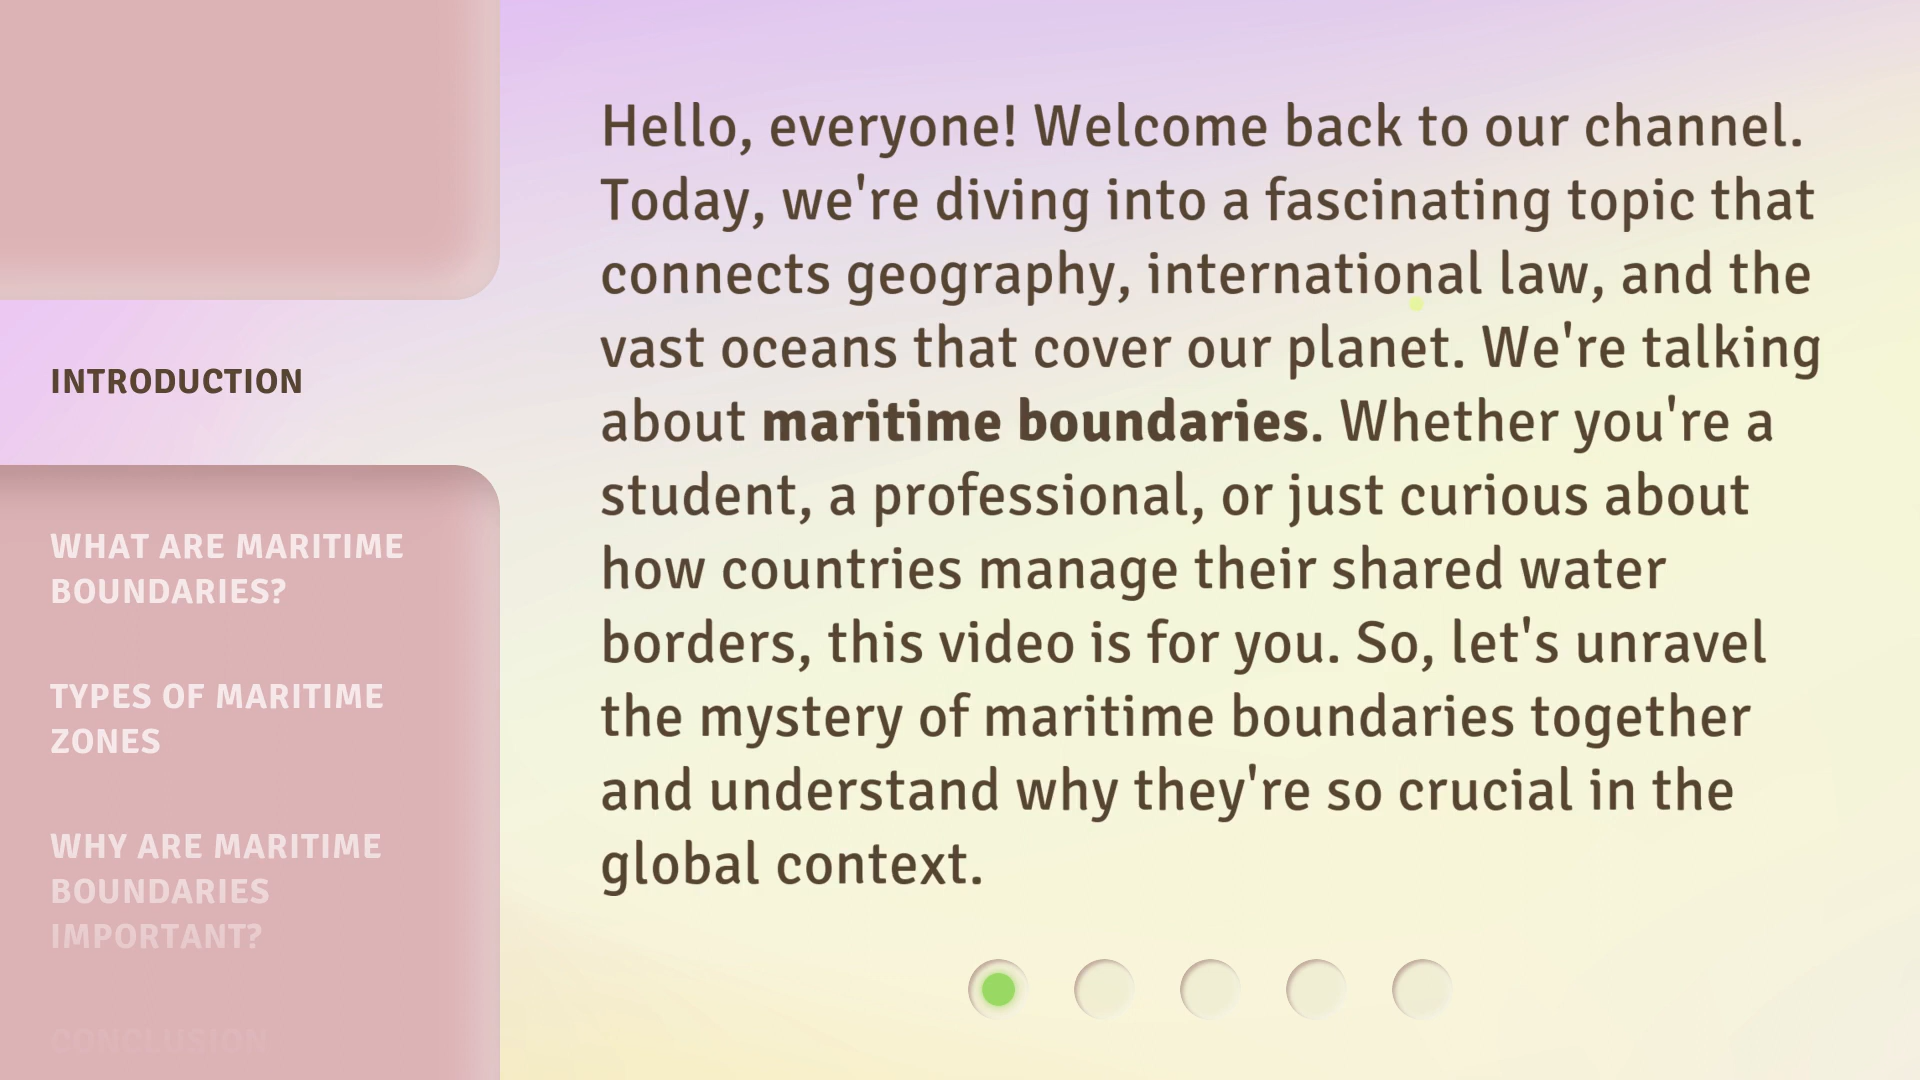 INTRODUCTION
WHAT ARE MARITIME
BOUNDARIES?
TYPES OF MARITIME
ZONES
WHY ARE MARITIME
BOUNDARIES
IMPORTANT?
CONCLUSION
Hello, everyone! Welcome back to our channel.
Today, we're diving into a fascinating topic that
connects geography, international law, and the
vast oceans that cover our planet. We're talking
about maritime boundaries. Whether you're a
student, a professional, or just curious about
how countries manage their shared water
borders, this video is for you. So, let's unravel
the mystery of maritime boundaries together
and understand why they're so crucial in the
global context.